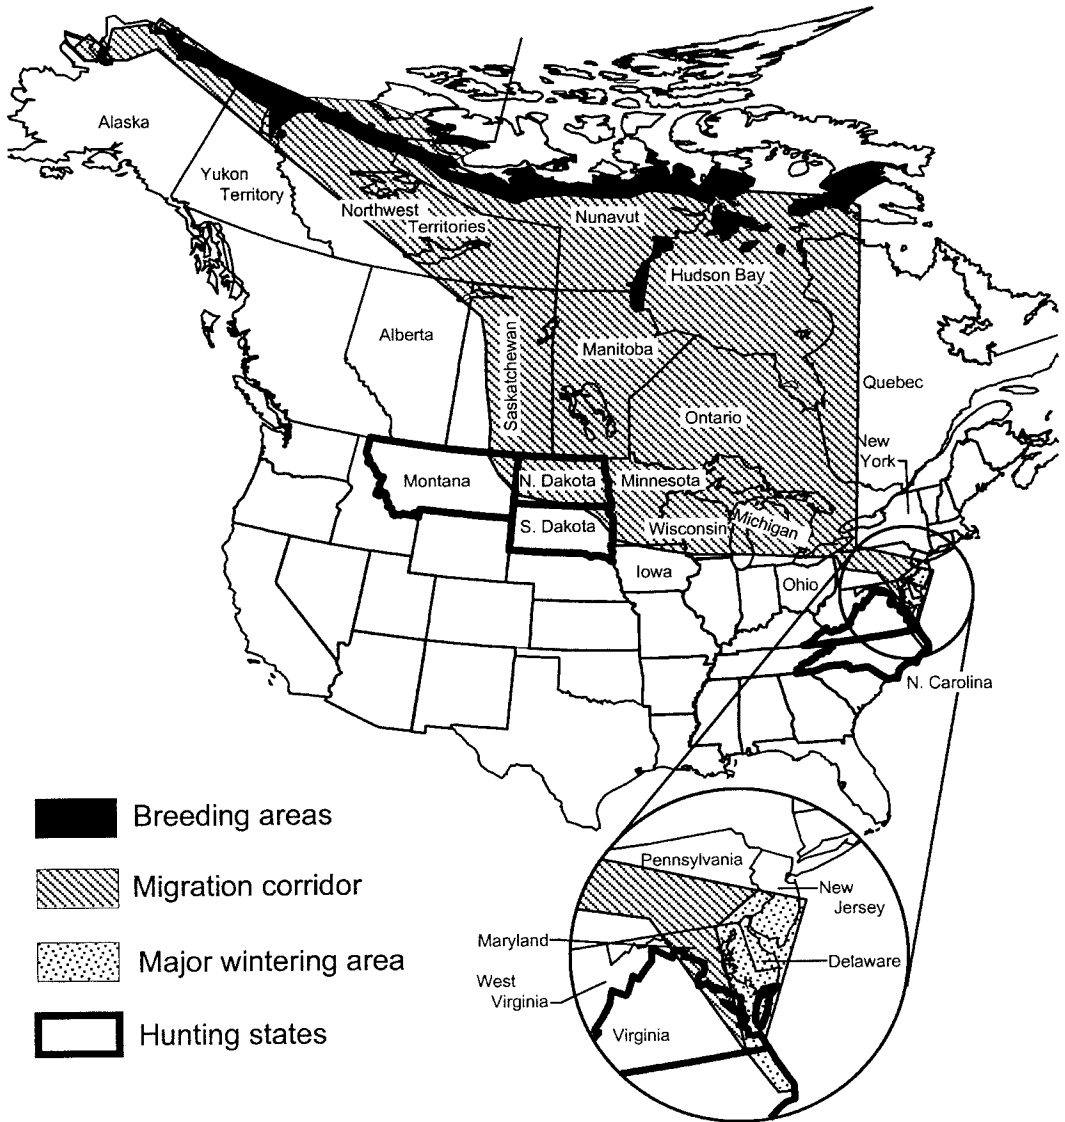 Alaska
Yukon
Territory
Northwest
Territories
Nunavut
Hudson Bay
Alberta
Saskatchewan
Manitoba
Ontario
Quebec
New
York
Montana
N. Dakota
Minnesota
S. Dakota
Wisconsin
Michigan
Iowa
Ohio
N. Carolina
Breeding areas
Migration corridor
Major wintering area
Hunting states
Pennsylvania
New
Jersey
Maryland
Delaware
West
Virginia
Virginia